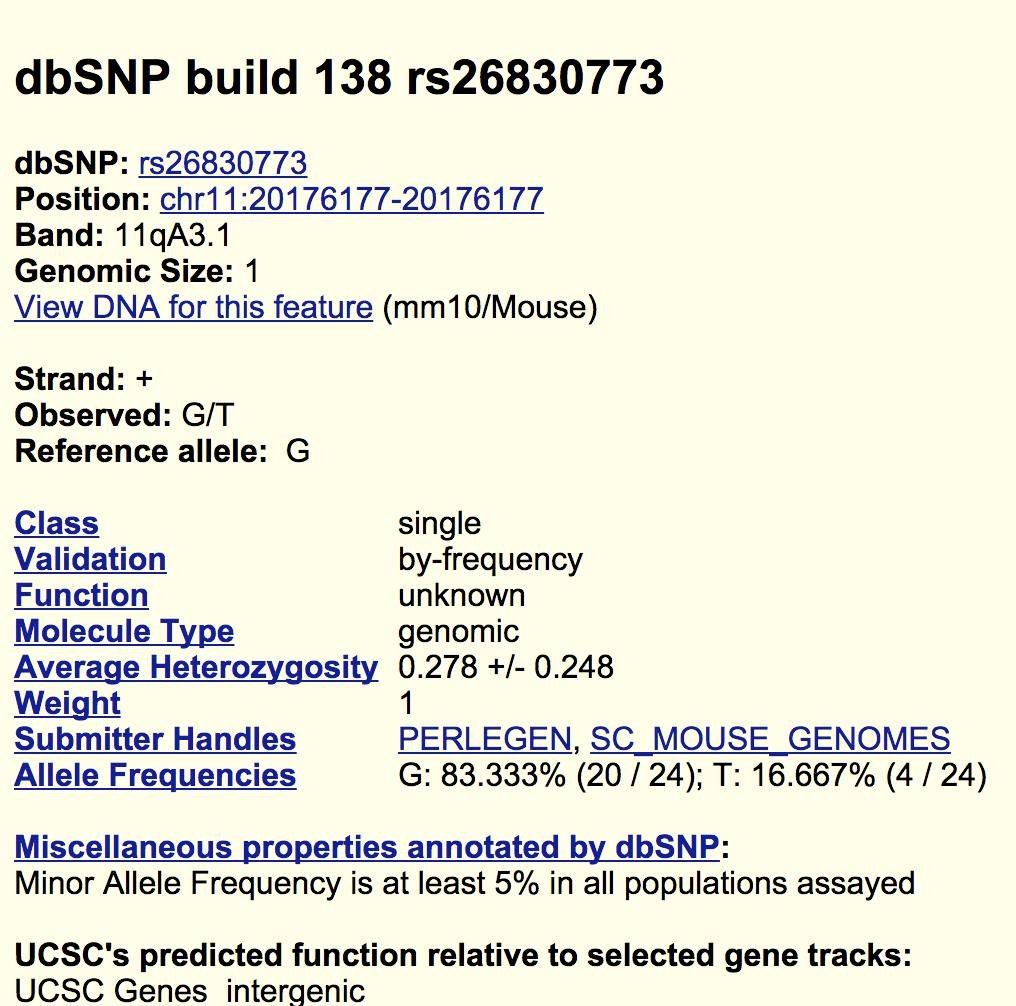 dbSNP build 138 rs26830773
dbSNP: rs26830773
Position: chr11:20176177-20176177
Band: 11qA3.1
Genomic Size: 1
View DNA for this feature (mm10/Mouse)
Strand: +
Observed: G/T
Reference allele: G
Class single
Validation by-frequency
Function unknown
Molecule Type genomic
Average Heterozygosity 0.278 +/- 0.248
Weight 1
Submitter Handles PERLEGEN, SC_MOUSE_GENOMES
Allele Frequencies G: 83.333% (20 / 24); T: 16.667% (4 / 24)
Miscellaneous properties annotated by dbSNP:
Minor Allele Frequency is at least 5% in all populations assayed
UCSC's predicted function relative to selected gene tracks:
UCSC Genes intergenic